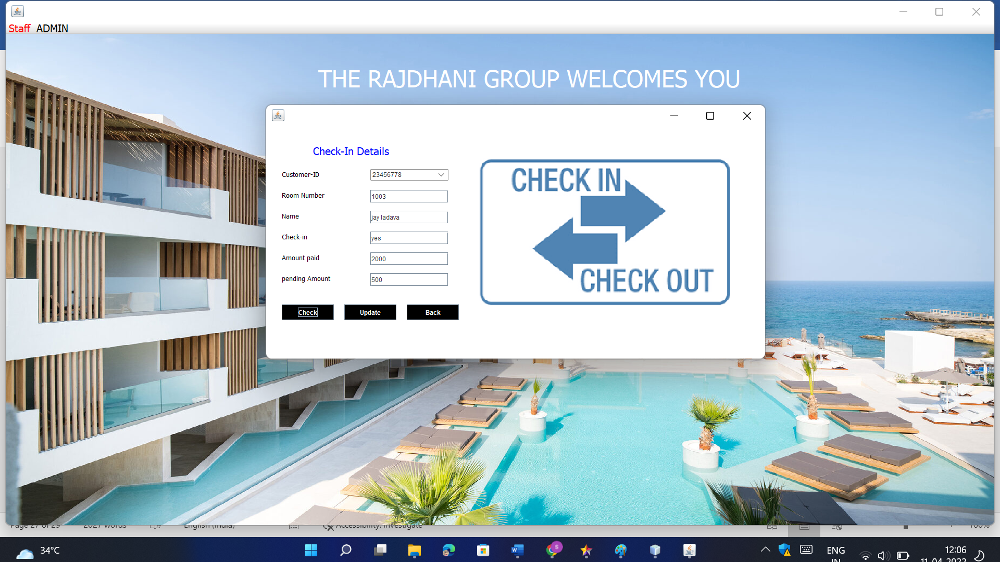 Staff ADMIN
THE RAJDHANI GROUP WELCOMES YOU
Check-In Details
Customer-ID 23456778
Room Number 1003
Name jay ladava
Check-in yes
Amount paid 2000
pending Amount 500
Check Update Back
CHECK IN
CHECK OUT
Page 27 of 29 2027 words English (India) Accessibility: Investigate 100%
34°C
ENG
IN
12:06
11-04-2022